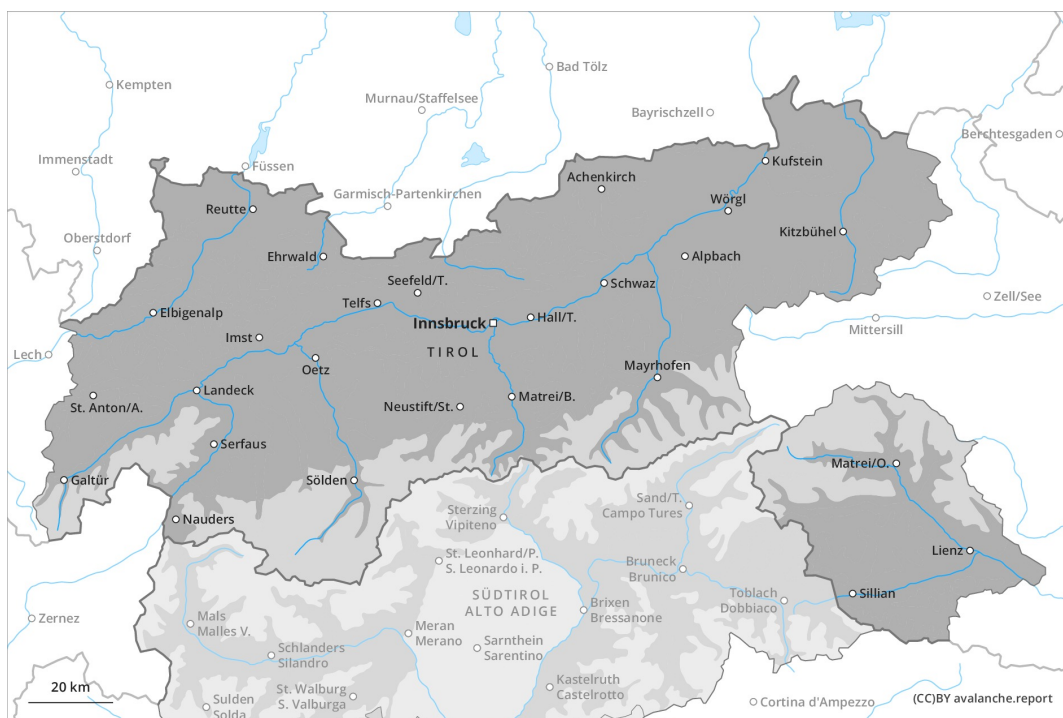 Kempten
Bad Tölz
Murnau/Staffelsee
Bayrischzell
Berchtesgaden
Immenstadt
Füssen
Kufstein
Achenkirch
Garmisch-Partenkirchen
Reutte
Wörgl
Oberstdorf
Kitzbühel
Ehrwald
Alpbach
Seefeld/T.
Schwaz
Zell/See
Telfs
Elbigenalp
Hall/T.
Innsbruck
Mittersill
Imst
TIROL
Lech
Oetz
Mayrhofen
Landeck
St. Anton/A.
Neustift/St.
Matrei/B.
Serfaus
Matrei/O.
Galtür
Sölden
Sand/T.
Campo Tures
Sterzing
Vipiteno
Nauders
St. Leonhard/P.
S. Leonardo i. P.
Lienz
Bruneck
Brunico
SÜDTIROL
ALTO ADIGE
Toblach
Dobbiaco
Sillian
Brixen
Bressanone
Zernez
Mals
Malles V.
Meran
Merano
Sarnthein
Sarentino
Schlanders
Silandro
20 km
St. Walburg
S. Valburga
Kastelruth
Castelrotto
Sulden
Solda
Cortina d'Ampezzo
(CC)BY avalanche.report